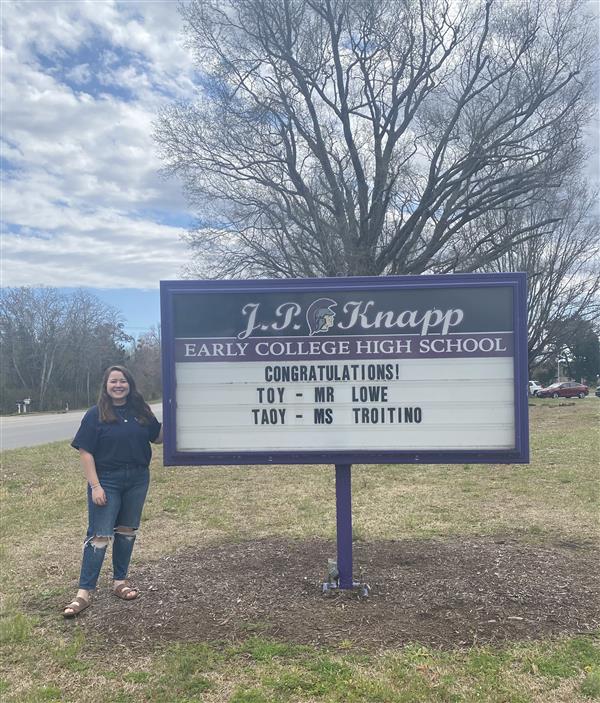 J.P. Knapp
EARLY COLLEGE HIGH SCHOOL
CONGRATULATIONS!
TOY - MR LOWE
TAOY - MS TROITINO